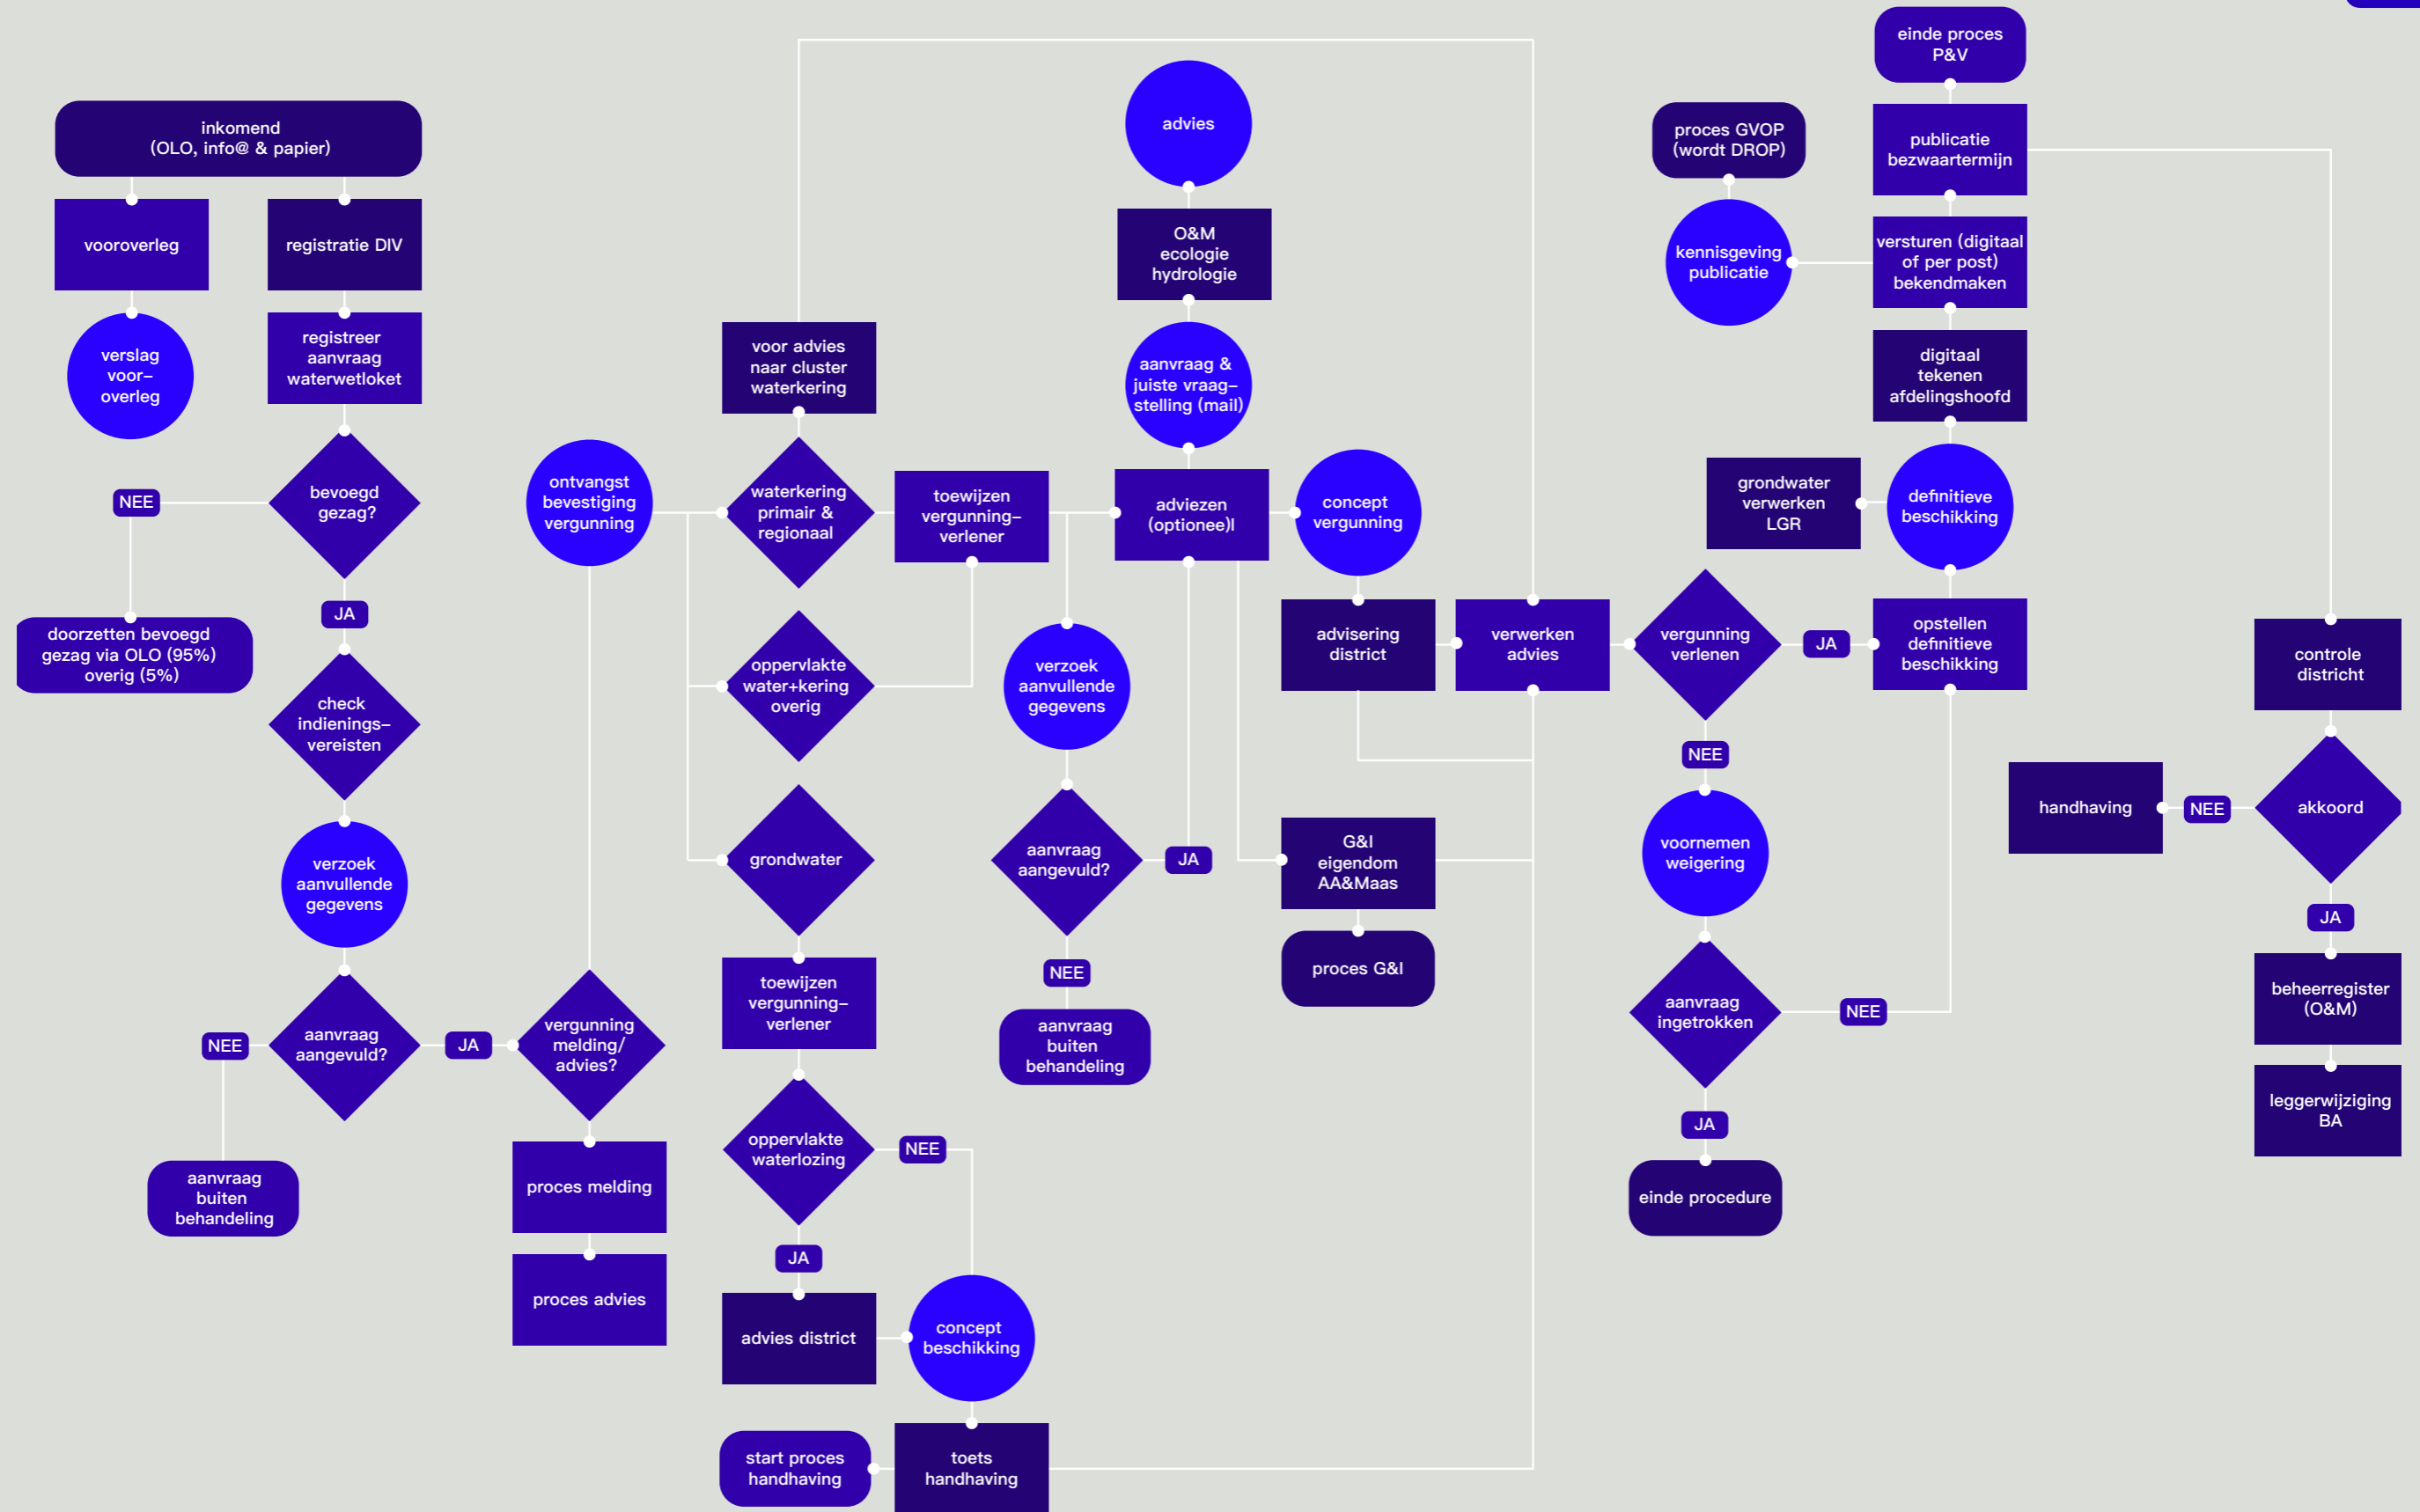 inkomend
(OLO, info@ & papier)
vooroverleg
registratie DIV
verslag
voor–
overleg
registreer
aanvraag
waterwetloket
bevoegd
gezag?
NEE
JA
doorzetten bevoegd
gezag via OLO (95%)
overig (5%)
check
indienings–
vereisten
verzoek
aanvullende
gegevens
aanvraag
aangevuld?
NEE
JA
aanvraag
buiten
behandeling
vergunning
melding/
advies?
proces melding
proces advies
ontvangst
bevestiging
vergunning
voor advies
naar cluster
waterkering
waterkering
primair &
regionaal
toewijzen
vergunning–
verlener
oppervlakte
water+kering
overig
grondwater
toewijzen
vergunning–
verlener
oppervlakte
waterlozing
NEE
JA
advies district
concept
beschikking
start proces
handhaving
toets
handhaving
advies
O&M
ecologie
hydrologie
aanvraag &
juiste vraag–
stelling (mail)
adviezen
(optionee)l
concept
vergunning
verzoek
aanvullende
gegevens
aanvraag
aangevuld?
JA
NEE
aanvraag
buiten
behandeling
advisering
district
verwerken
advies
G&I
eigendom
AA&Maas
proces G&I
vergunning
verlenen
JA
NEE
voornemen
weigering
aanvraag
ingetrokken
NEE
JA
einde procedure
einde proces
P&V
publicatie
bezwaartermijn
proces GVOP
(wordt DROP)
kennisgeving
publicatie
versturen (digitaal
of per post)
bekendmaken
digitaal
tekenen
afdelingshoofd
grondwater
verwerken
LGR
definitieve
beschikking
opstellen
definitieve
beschikking
controle
districht
akkoord
NEE
handhaving
JA
beheerregister
(O&M)
leggerwijziging
BA